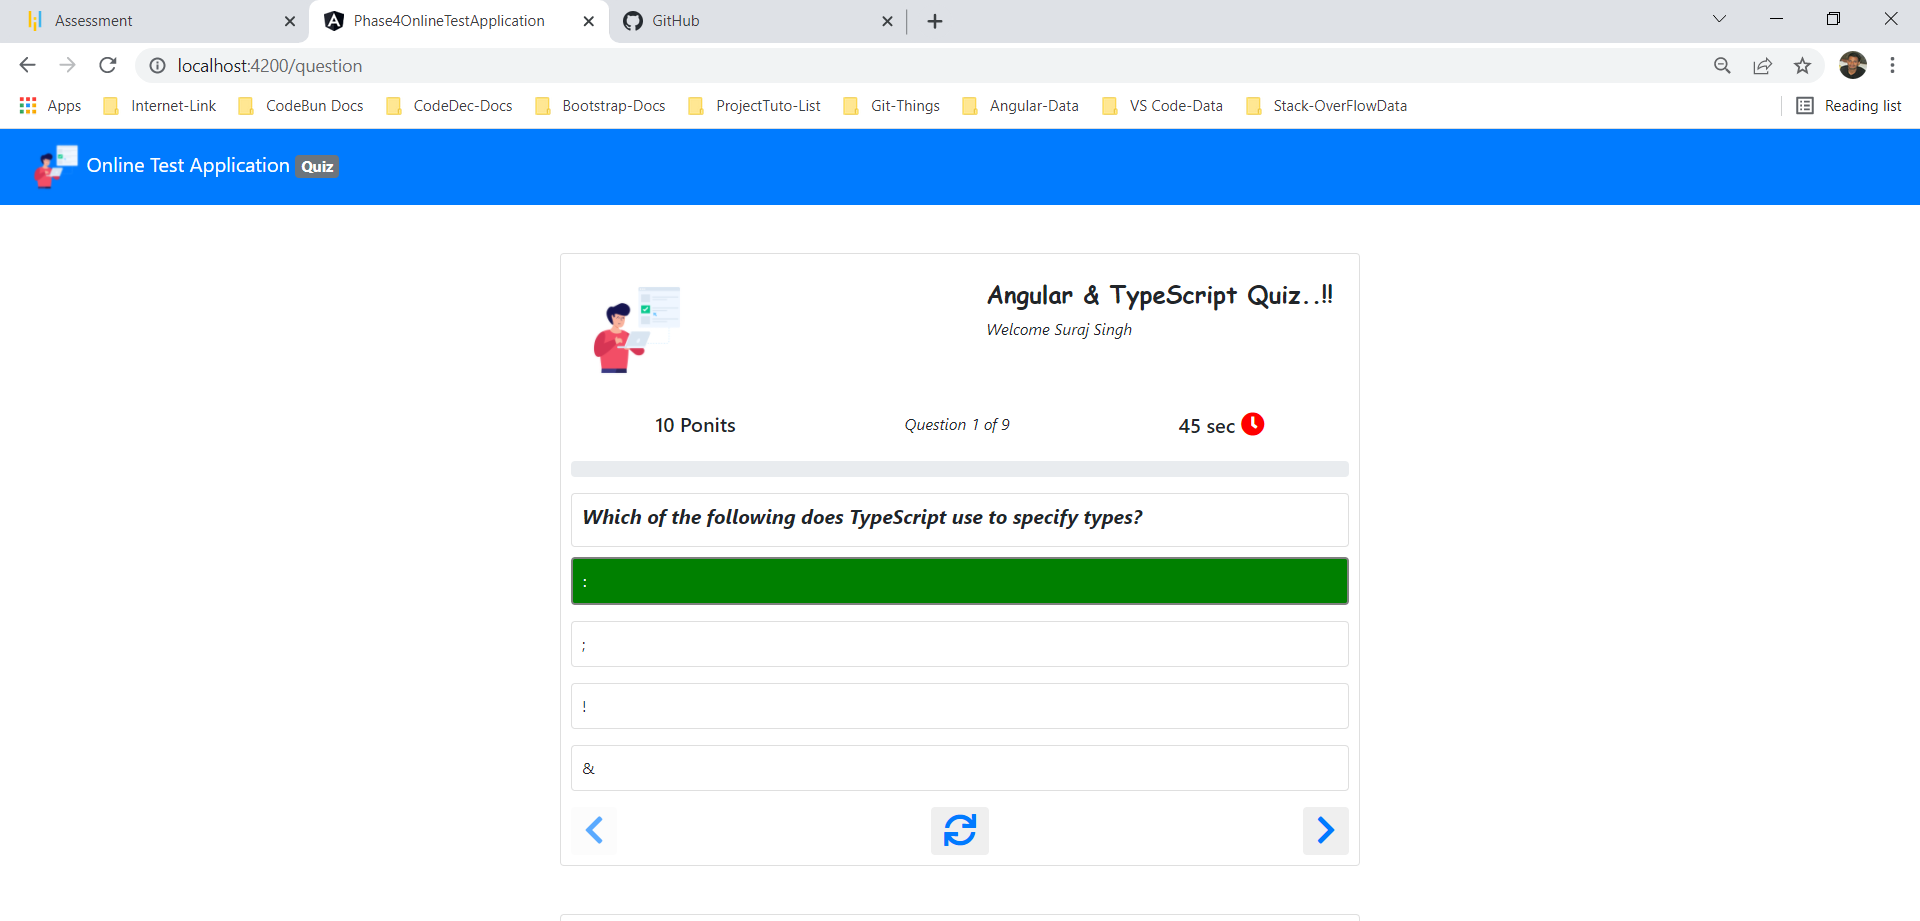 Assessment
Phase4OnlineTestApplication
GitHub
localhost:4200/question
Apps Internet-Link CodeBun Docs CodeDec-Docs Bootstrap-Docs ProjectTuto-List Git-Things Angular-Data VS Code-Data Stack-OverFlowData Reading list
Online Test Application Quiz
Angular & TypeScript Quiz..!!
Welcome Suraj Singh
10 Ponits Question 1 of 9 45 sec
Which of the following does TypeScript use to specify types?
:
;
!
&